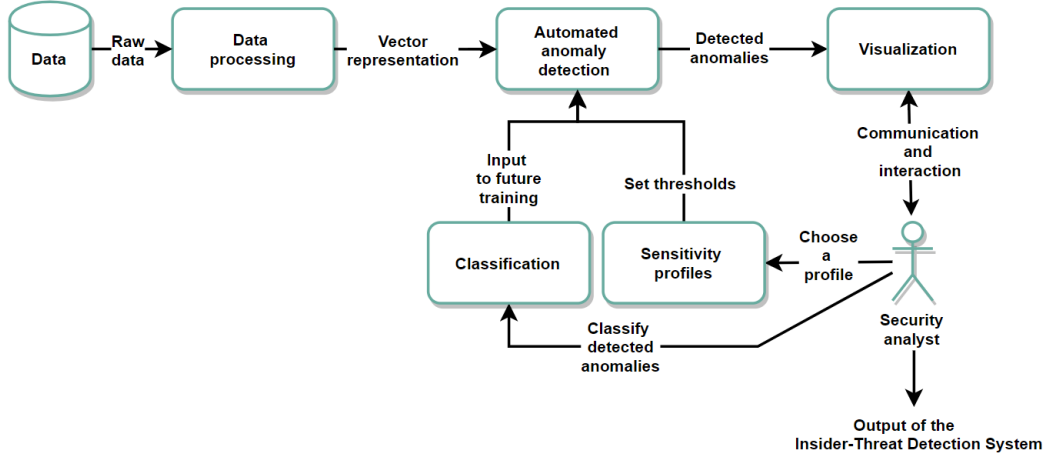 Data
Raw
data
Data
processing
Vector
representation
Automated
anomaly
detection
Detected
anomalies
Visualization
Communication
and
interaction
Input
to future
training
Set thresholds
Classification
Sensitivity
profiles
Choose
a
profile
Classify
detected
anomalies
Security
analyst
Output of the
Insider-Threat Detection System